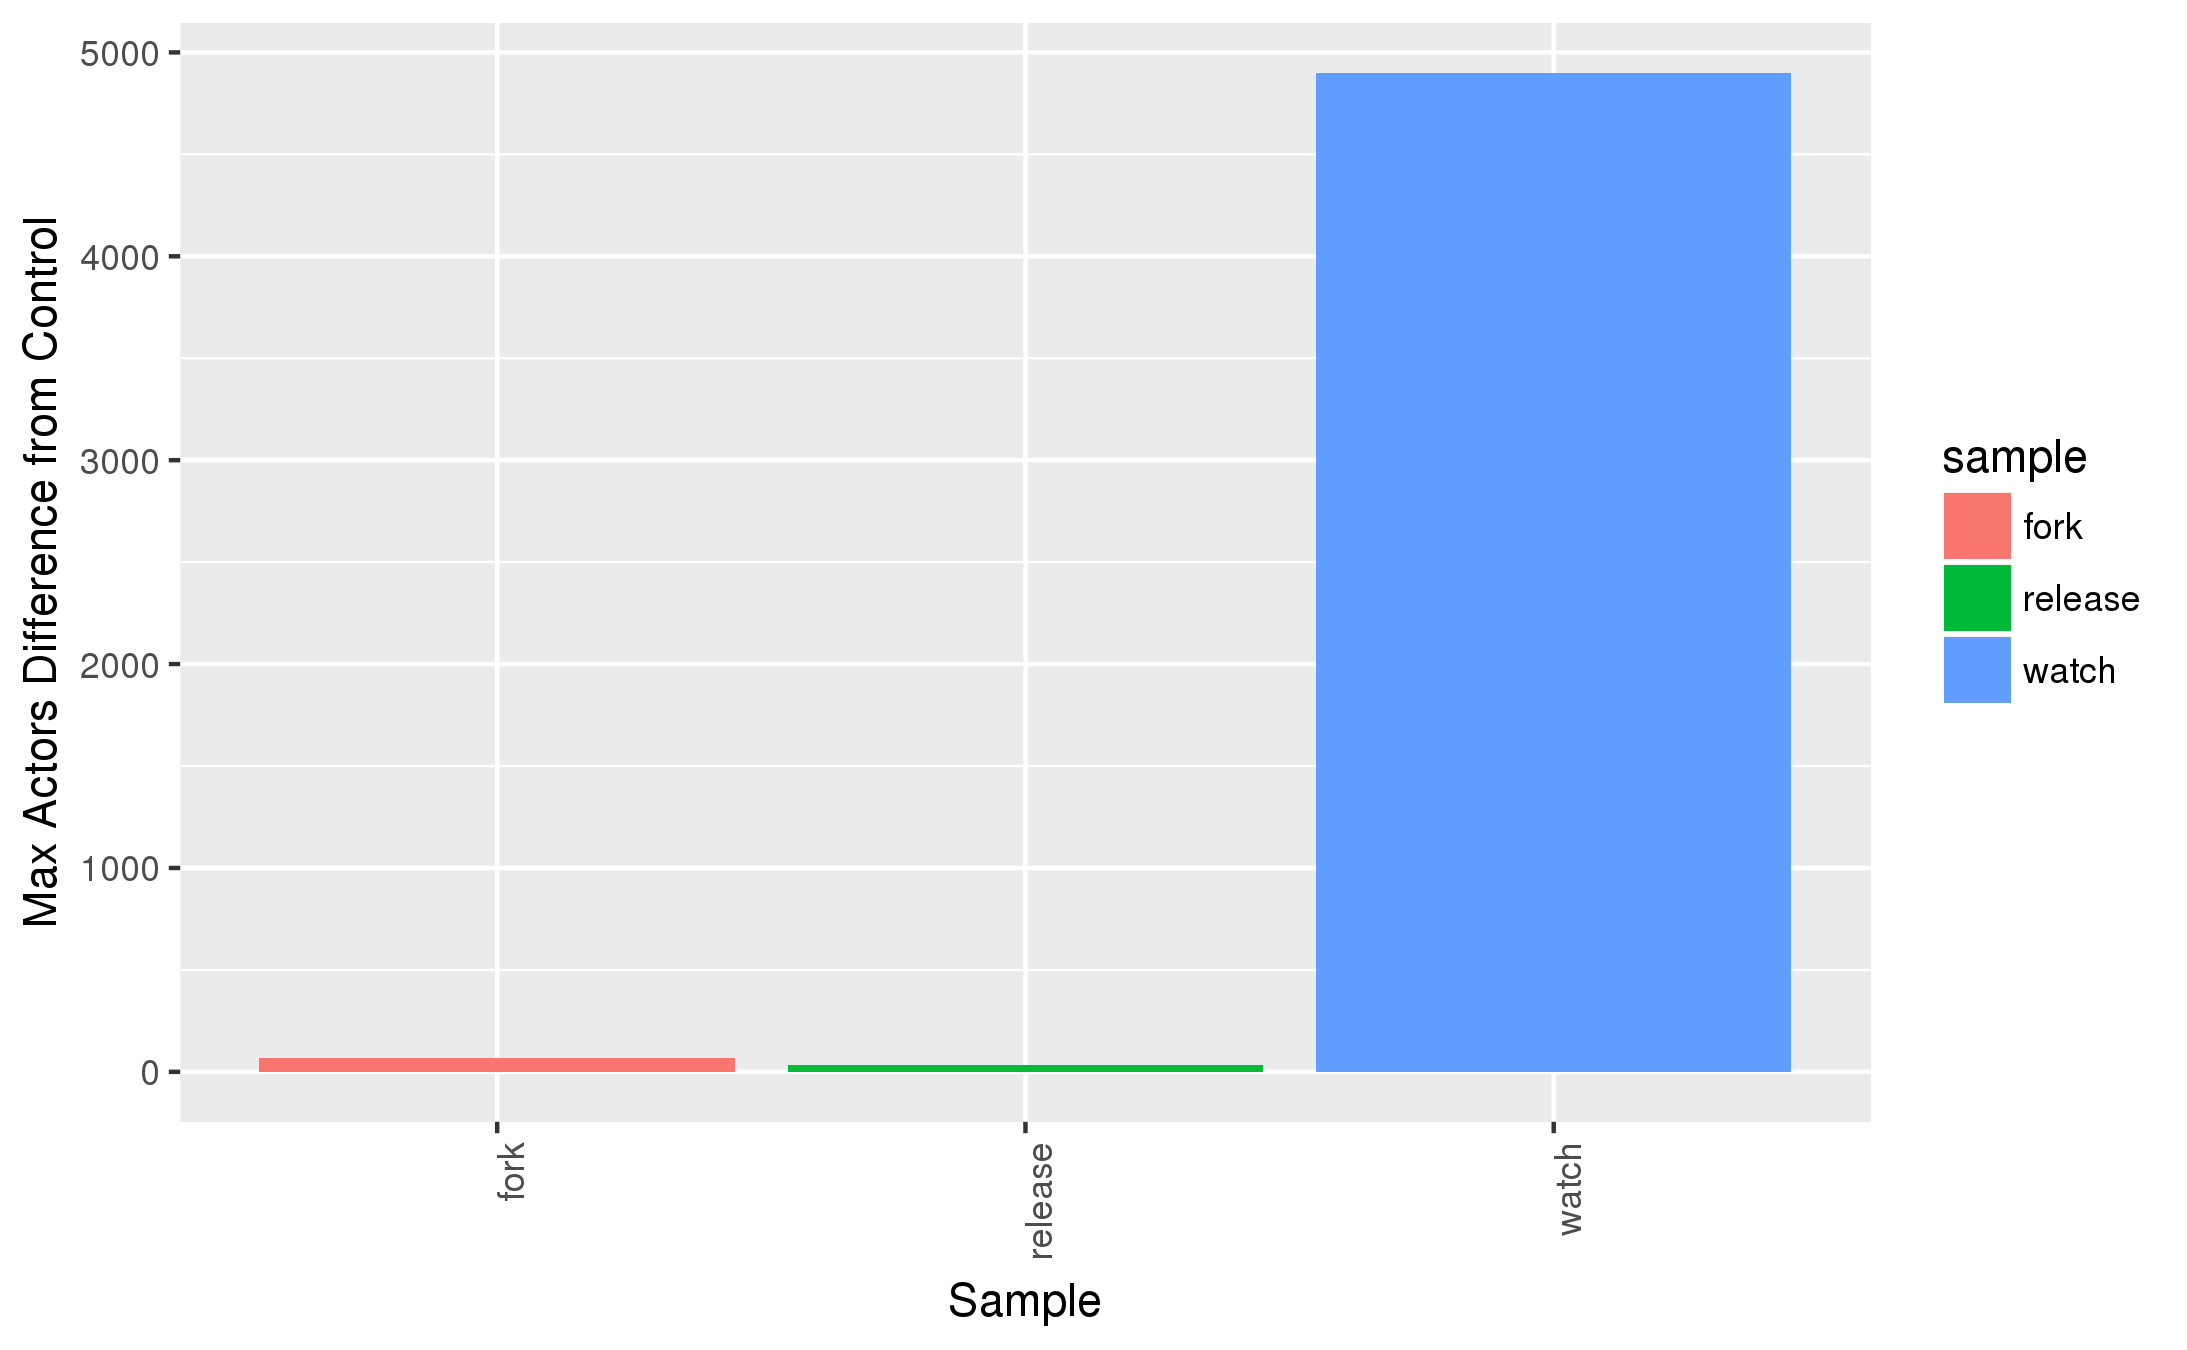 Max Actors Difference from Control
5000
4000
3000
2000
1000
0
fork
release
watch
Sample
sample
fork
release
watch